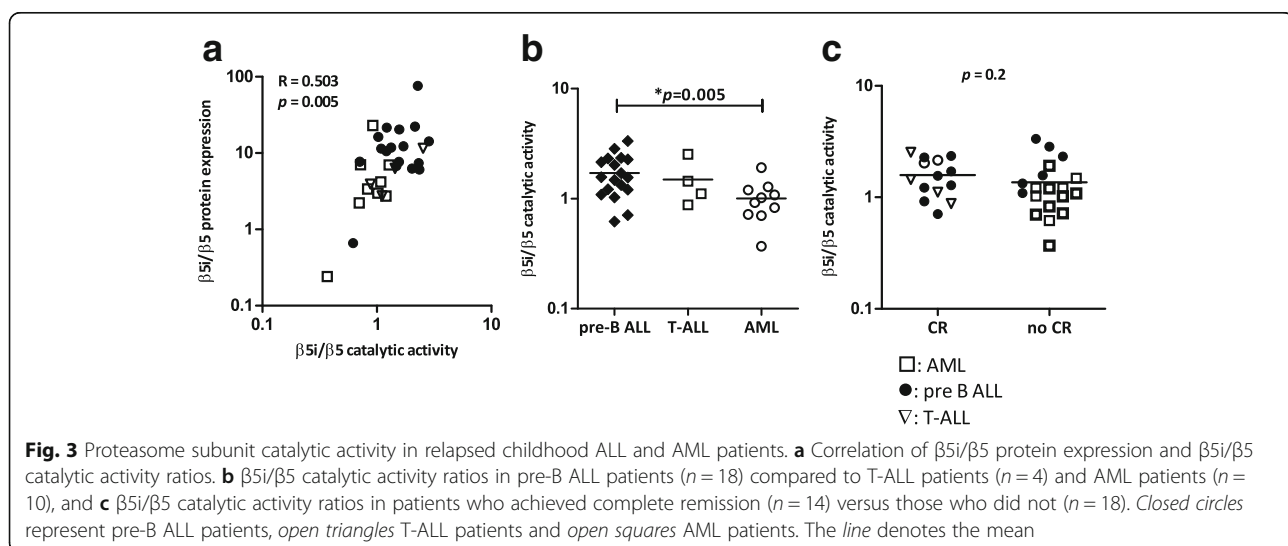 a
R = 0.503
p = 0.005
β5i/β5 protein expression
100
10
1
0.1
0.1
1
10
β5i/β5 catalytic activity
b
*p=0.005
β5i/β5 catalytic activity
10
1
0.1
pre-B ALL
T-ALL
AML
c
p = 0.2
β5i/β5 catalytic activity
10
1
0.1
CR
no CR
: AML
: pre B ALL
: T-ALL
Fig. 3 Proteasome subunit catalytic activity in relapsed childhood ALL and AML patients. a Correlation of β5i/β5 protein expression and β5i/β5
catalytic activity ratios. b β5i/β5 catalytic activity ratios in pre-B ALL patients (n = 18) compared to T-ALL patients (n = 4) and AML patients (n =
10), and c β5i/β5 catalytic activity ratios in patients who achieved complete remission (n = 14) versus those who did not (n = 18). Closed circles
represent pre-B ALL patients, open triangles T-ALL patients and open squares AML patients. The line denotes the mean